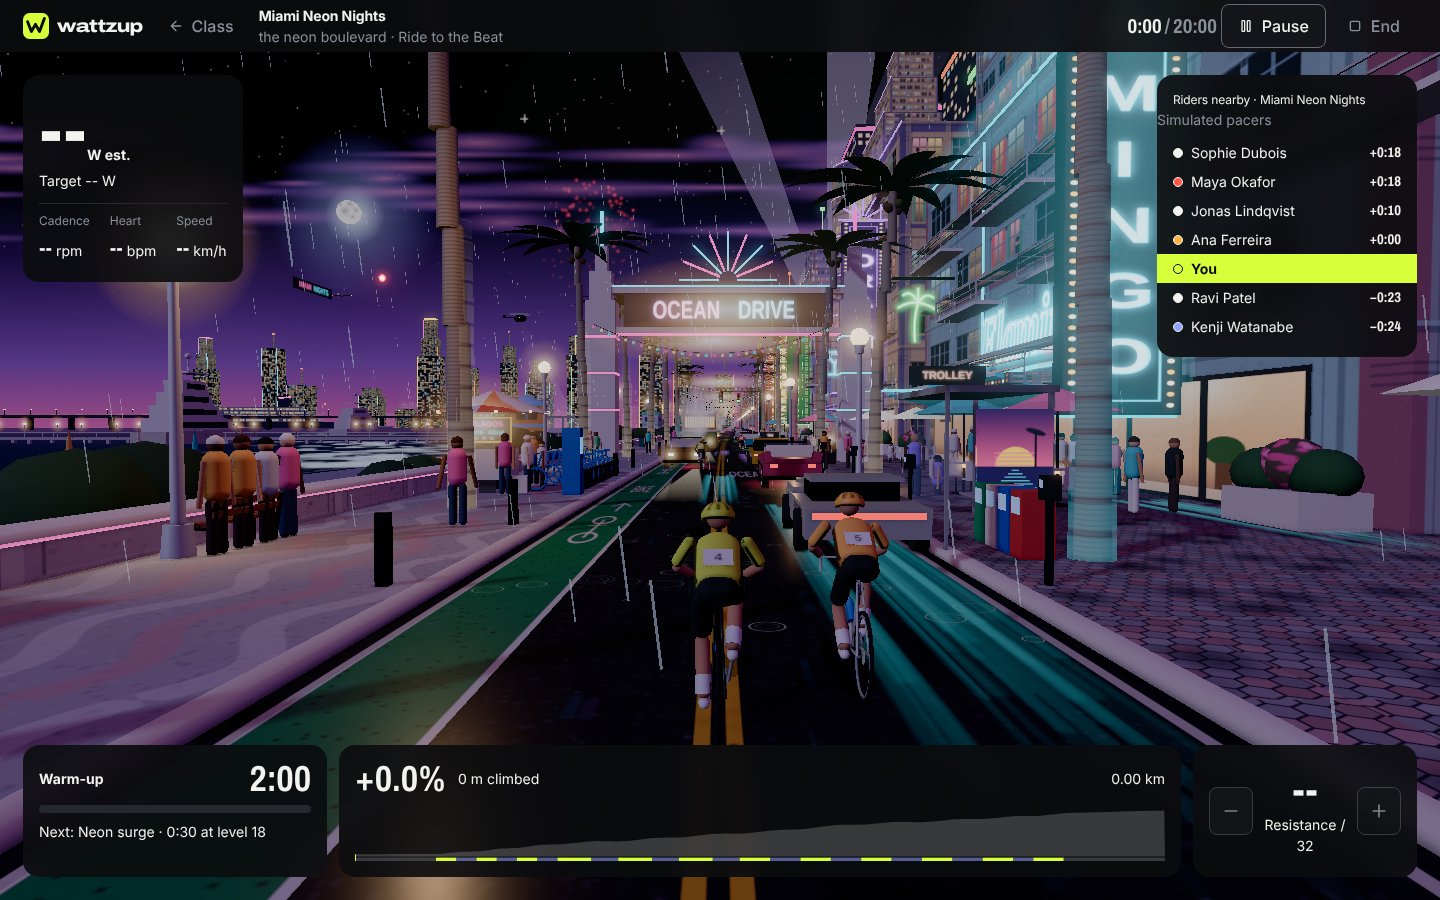 wattzup
Class
Miami Neon Nights
the neon boulevard · Ride to the Beat
0:00 / 20:00
Pause
End
--
W est.
Target -- W
Cadence Heart Speed
-- rpm -- bpm -- km/h
Riders nearby · Miami Neon Nights
Simulated pacers
Sophie Dubois +0:18
Maya Okafor +0:18
Jonas Lindqvist +0:10
Ana Ferreira +0:00
You
Ravi Patel −0:23
Kenji Watanabe −0:24
MIAMI NIGHTS
OCEAN DRIVE
MINGO
Flamingo
TROLLEY
BIKE
4
5
Warm-up 2:00
Next: Neon surge · 0:30 at level 18
+0.0% 0 m climbed 0.00 km
--
Resistance /
32